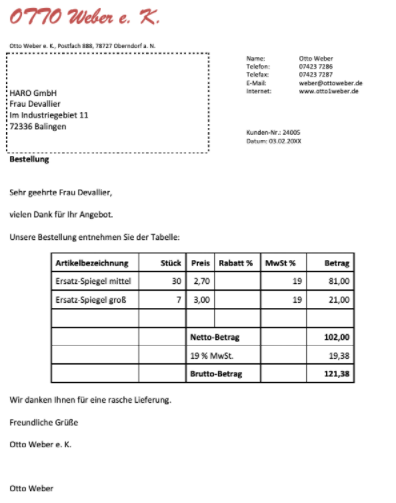 OTTO Weber e. K.
Otto Weber e. K., Postfach 888, 78727 Oberndorf a. N.
HARO GmbH
Frau Devallier
Im Industriegebiet 11
72336 Balingen
Name: Otto Weber
Telefon: 07423 7286
Telefax: 07423 7287
E-Mail: weber@ottoweber.de
Internet: www.otto1weber.de
Kunden-Nr.: 24005
Datum: 03.02.20XX
Bestellung
Sehr geehrte Frau Devallier,
vielen Dank für Ihr Angebot.
Unsere Bestellung entnehmen Sie der Tabelle:
Artikelbezeichnung Stück Preis Rabatt % MwSt % Betrag
Ersatz-Spiegel mittel 30 2,70 19 81,00
Ersatz-Spiegel groß 7 3,00 19 21,00
Netto-Betrag 102,00
19 % MwSt. 19,38
Brutto-Betrag 121,38
Wir danken Ihnen für eine rasche Lieferung.
Freundliche Grüße
Otto Weber e. K.
Otto Weber